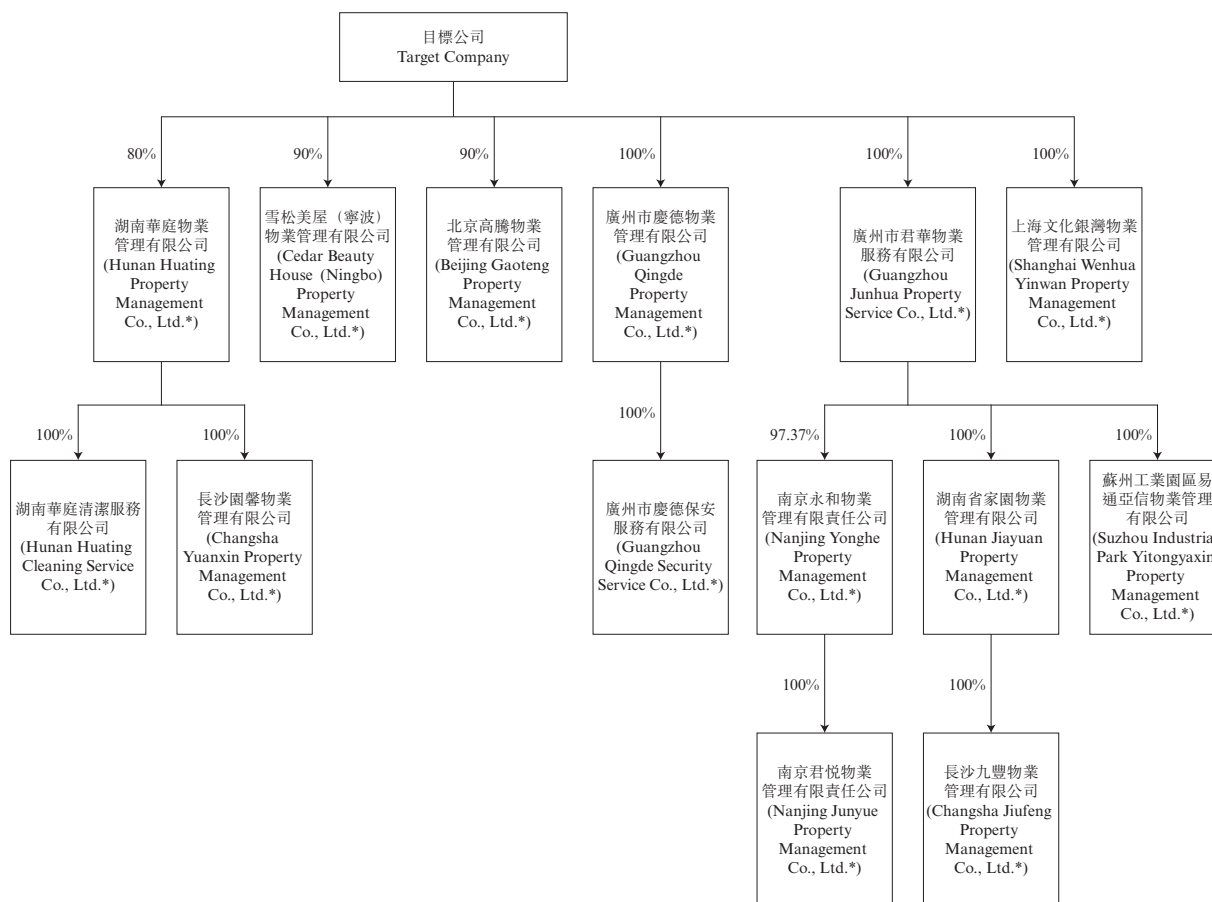 目標公司
Target Company
80%
90%
90%
100%
100%
100%
湖南華庭物業
管理有限公司
(Hunan Huating
Property
Management
Co., Ltd.*)
雪松美屋（寧波）
物業管理有限公司
(Cedar Beauty
House (Ningbo)
Property
Management
Co., Ltd.*)
北京高騰物業
管理有限公司
(Beijing Gaoteng
Property
Management
Co., Ltd.*)
廣州市慶德物業
管理有限公司
(Guangzhou
Qingde
Property
Management
Co., Ltd.*)
廣州市君華物業
服務有限公司
(Guangzhou
Junhua Property
Service Co., Ltd.*)
上海文化銀灣物業
管理有限公司
(Shanghai Wenhua
Yinwan Property
Management
Co., Ltd.*)
100%
100%
100%
97.37%
100%
100%
湖南華庭清潔服務
有限公司
(Hunan Huating
Cleaning Service
Co., Ltd.*)
長沙園馨物業
管理有限公司
(Changsha
Yuanxin Property
Management
Co., Ltd.*)
廣州市慶德保安
服務有限公司
(Guangzhou
Qingde Security
Service Co., Ltd.*)
南京永和物業
管理有限責任公司
(Nanjing Yonghe
Property
Management
Co., Ltd.*)
湖南省家園物業
管理有限公司
(Hunan Jiayuan
Property
Management
Co., Ltd.*)
蘇州工業園區易
通亞信物業管理
有限公司
(Suzhou Industrial
Park Yitongyaxin
Property
Management
Co., Ltd.*)
100%
100%
南京君悦物業
管理有限責任公司
(Nanjing Junyue
Property
Management
Co., Ltd.*)
長沙九豐物業
管理有限公司
(Changsha Jiufeng
Property
Management
Co., Ltd.*)